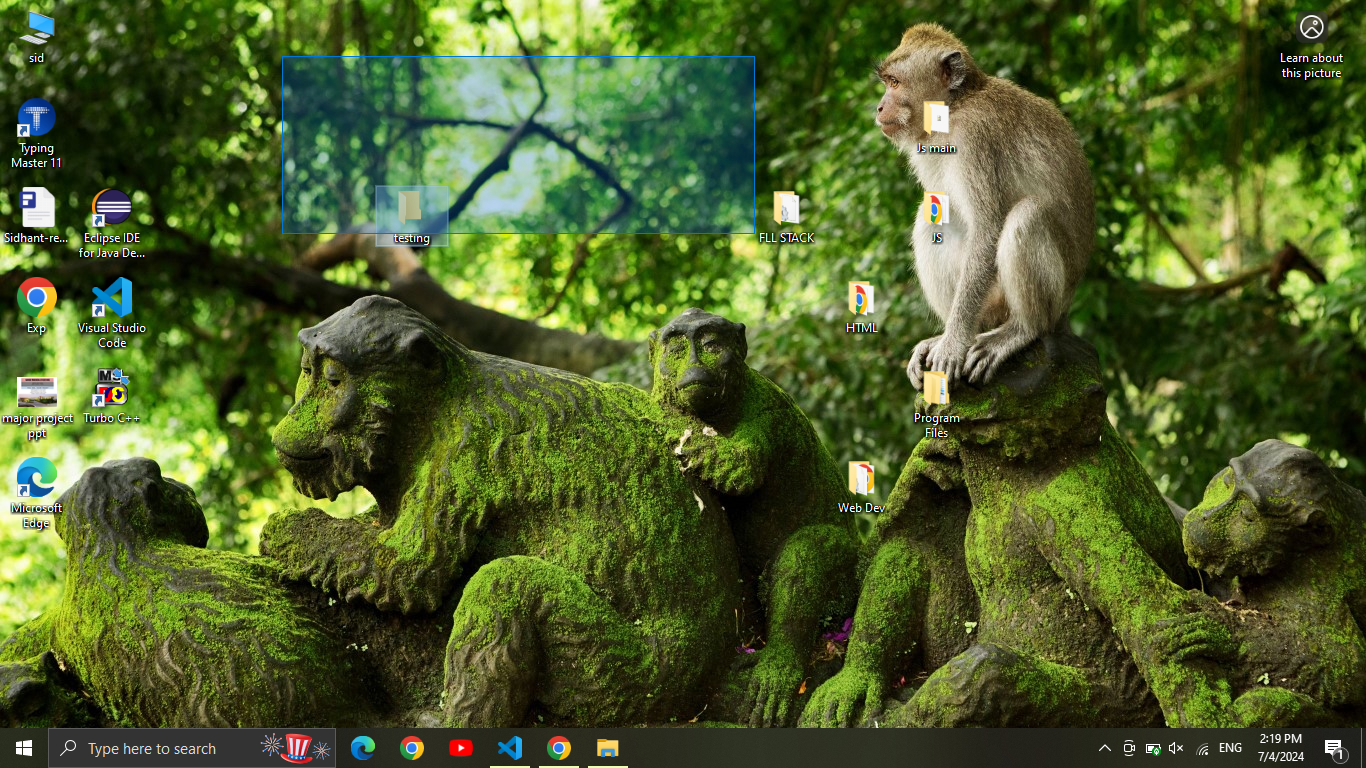 sid
Learn about
this picture
Typing
Master 11
Js main
Sidhant-re...
Eclipse IDE
for Java De...
testing
FLL STACK
JS
Exp
Visual Studio
Code
HTML
major project
ppt
Turbo C++
Program
Files
Microsoft
Edge
Web Dev
Type here to search
ENG
2:19 PM
7/4/2024
1